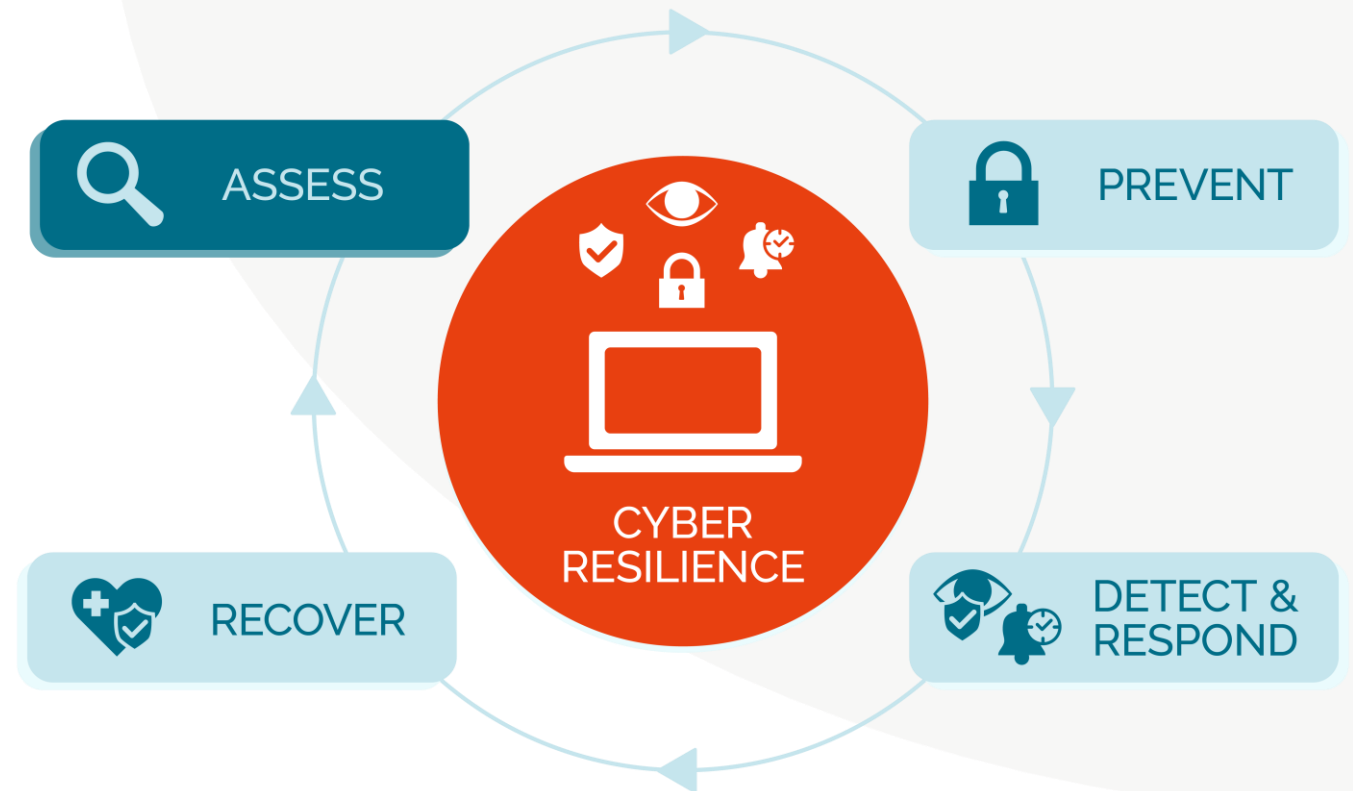 ASSESS
PREVENT
CYBER
RESILIENCE
RECOVER
DETECT &
RESPOND